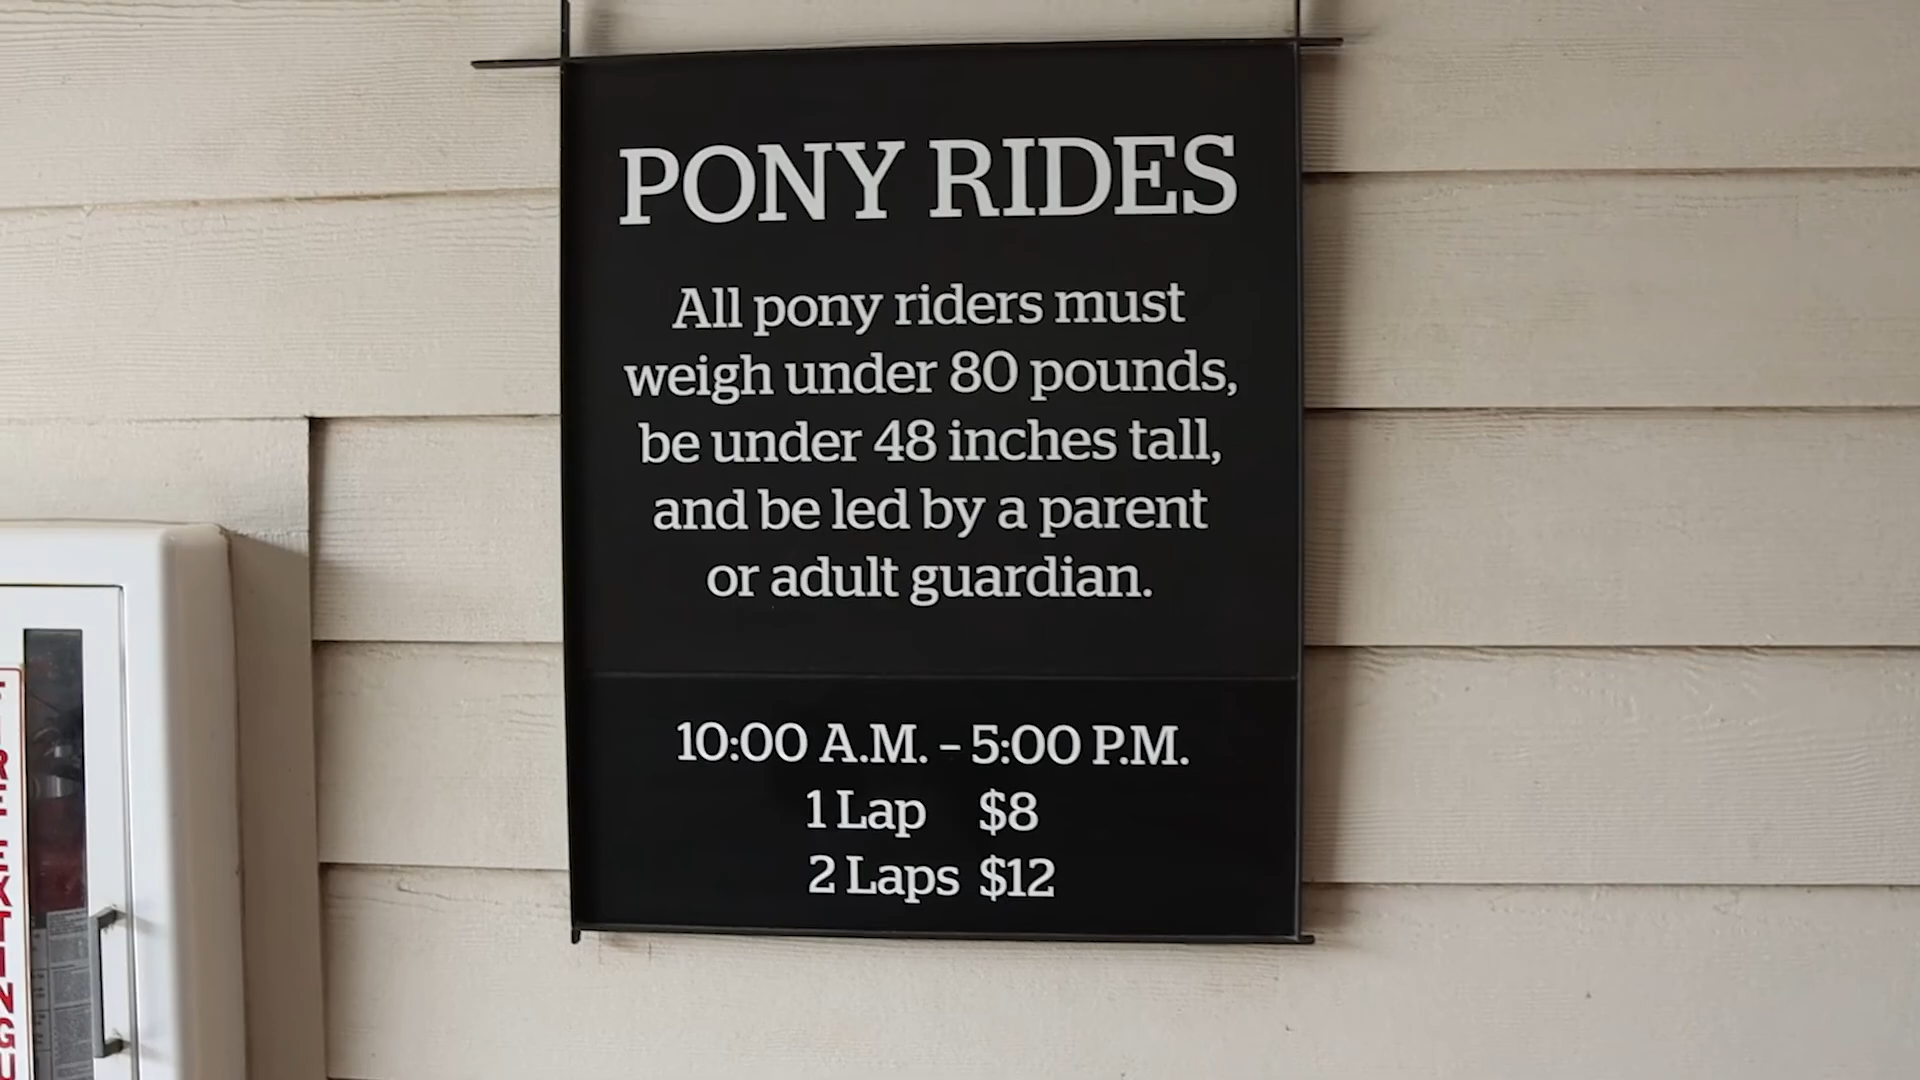 PONY RIDES
All pony riders must
weigh under 80 pounds,
be under 48 inches tall,
and be led by a parent
or adult guardian.
10:00 A.M. – 5:00 P.M.
1 Lap $8
2 Laps $12